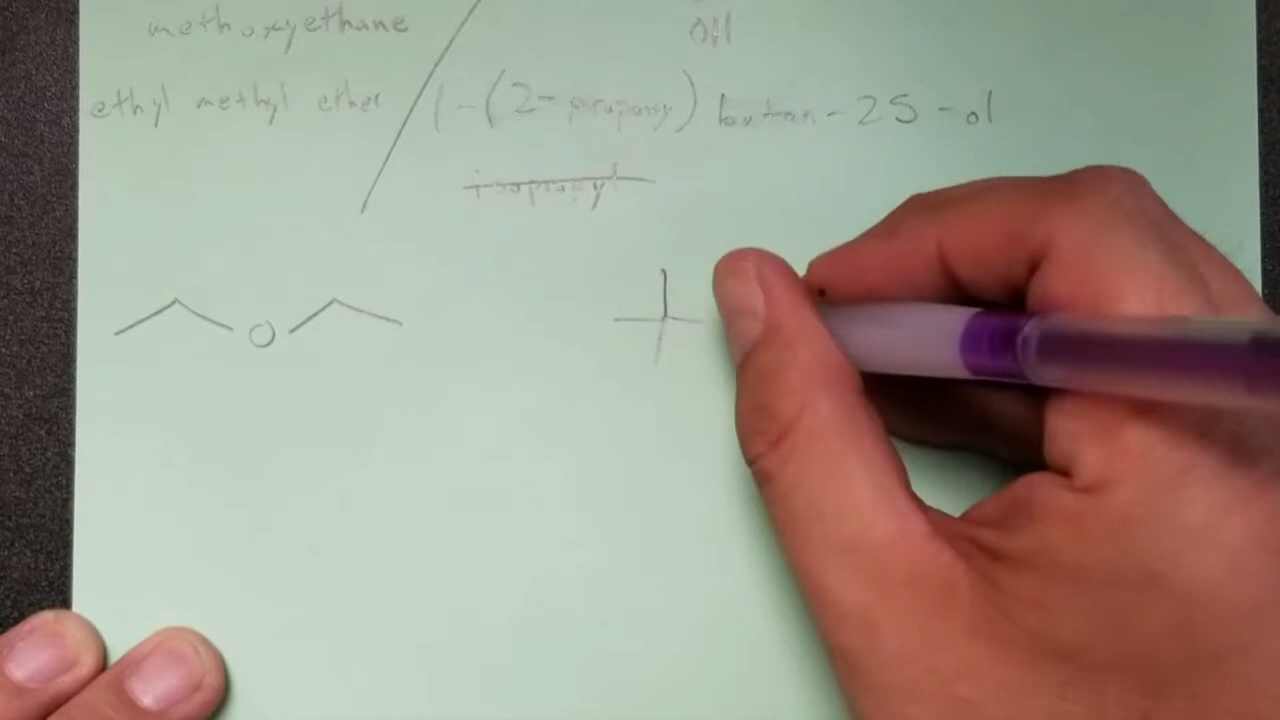 methoxyethane
OH
ethyl methyl ether
1-(2-propoxy) butan-2S-ol
isopropyl
O